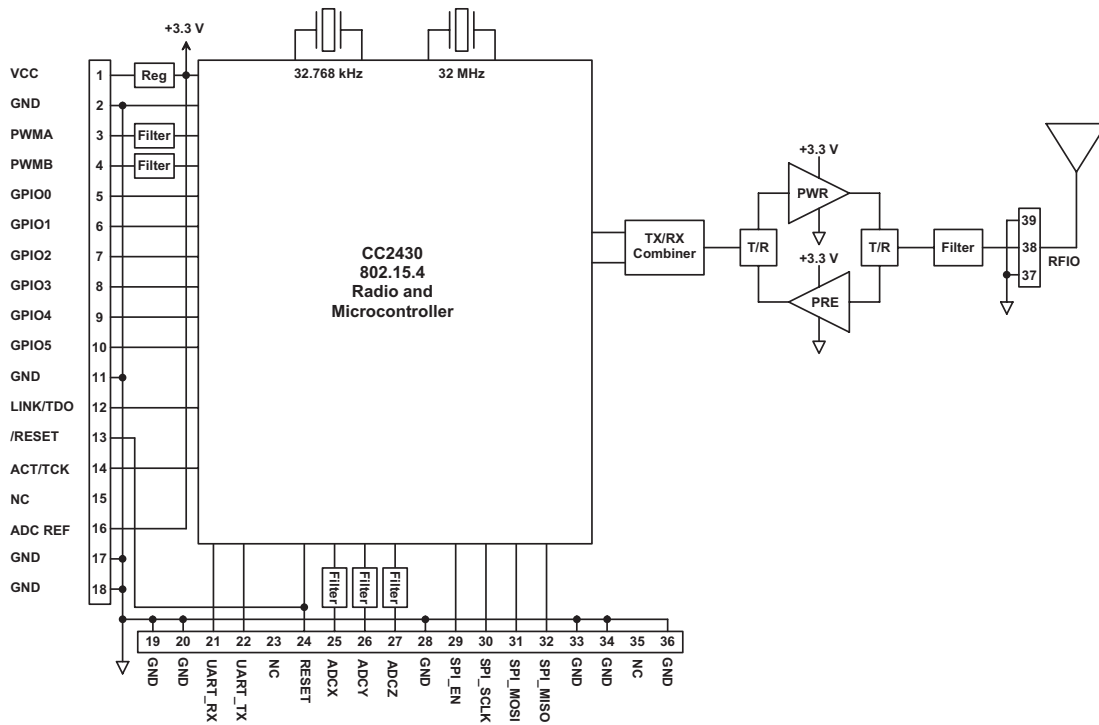 +3.3 V
32.768 kHz
32 MHz
VCC 1 Reg
GND 2
PWMA 3 Filter
PWMB 4 Filter
GPIO0 5
GPIO1 6
GPIO2 7
GPIO3 8
GPIO4 9
GPIO5 10
GND 11
LINK/TDO 12
/RESET 13
ACT/TCK 14
NC 15
ADC REF 16
GND 17
GND 18
CC2430
802.15.4
Radio and
Microcontroller
TX/RX
Combiner
T/R
+3.3 V
PWR
+3.3 V
PRE
T/R
Filter
39
38
37
RFIO
Filter
Filter
Filter
19 20 21 22 23 24 25 26 27 28 29 30 31 32 33 34 35 36
GND
GND
UART_RX
UART_TX
NC
RESET
ADCX
ADCY
ADCZ
GND
SPI_EN
SPI_SCLK
SPI_MOSI
SPI_MISO
GND
GND
NC
GND